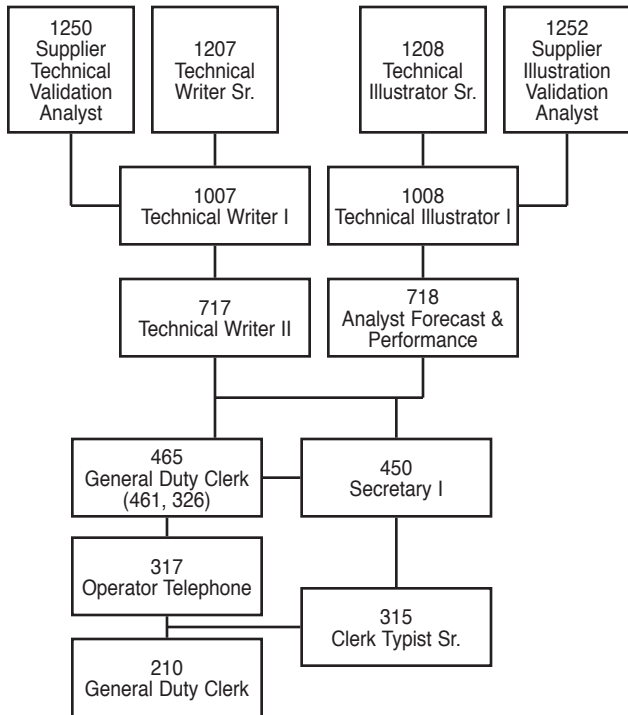 1250
Supplier
Technical
Validation
Analyst
1207
Technical
Writer Sr.
1208
Technical
Illustrator Sr.
1252
Supplier
Illustration
Validation
Analyst
1007
Technical Writer I
1008
Technical Illustrator I
717
Technical Writer II
718
Analyst Forecast &
Performance
465
General Duty Clerk
(461, 326)
450
Secretary I
317
Operator Telephone
315
Clerk Typist Sr.
210
General Duty Clerk